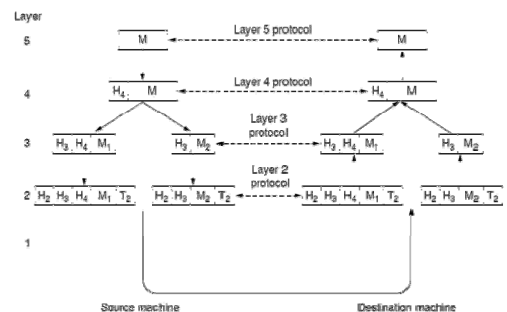 Layer
5 M Layer 5 protocol M
4 H4 M Layer 4 protocol H4 M
3 H3 H4 M1 H3 M2 Layer 3 protocol H3 H4 M1 H3 M2
2 H2 H3 H4 M1 T2 H2 H3 M2 T2 Layer 2 protocol H2 H3 H4 M1 T2 H2 H3 M2 T2
1
Source machine Destination machine